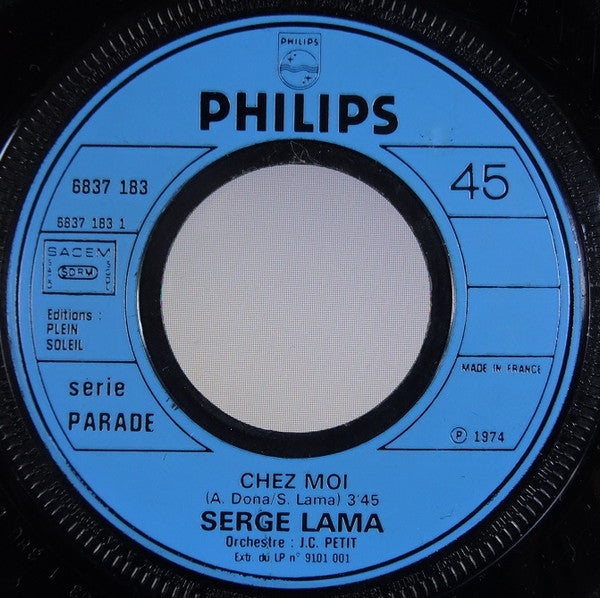 PHILIPS
PHILIPS
6837 183
45
6837 183 1
SACEM
SDRM
Editions :
PLEIN
SOLEIL
MADE IN FRANCE
serie
PARADE
Ⓟ 1974
CHEZ MOI
(A. Dona/S. Lama) 3'45
SERGE LAMA
Orchestre : J.C. PETIT
Extr. du LP n° 9101 001